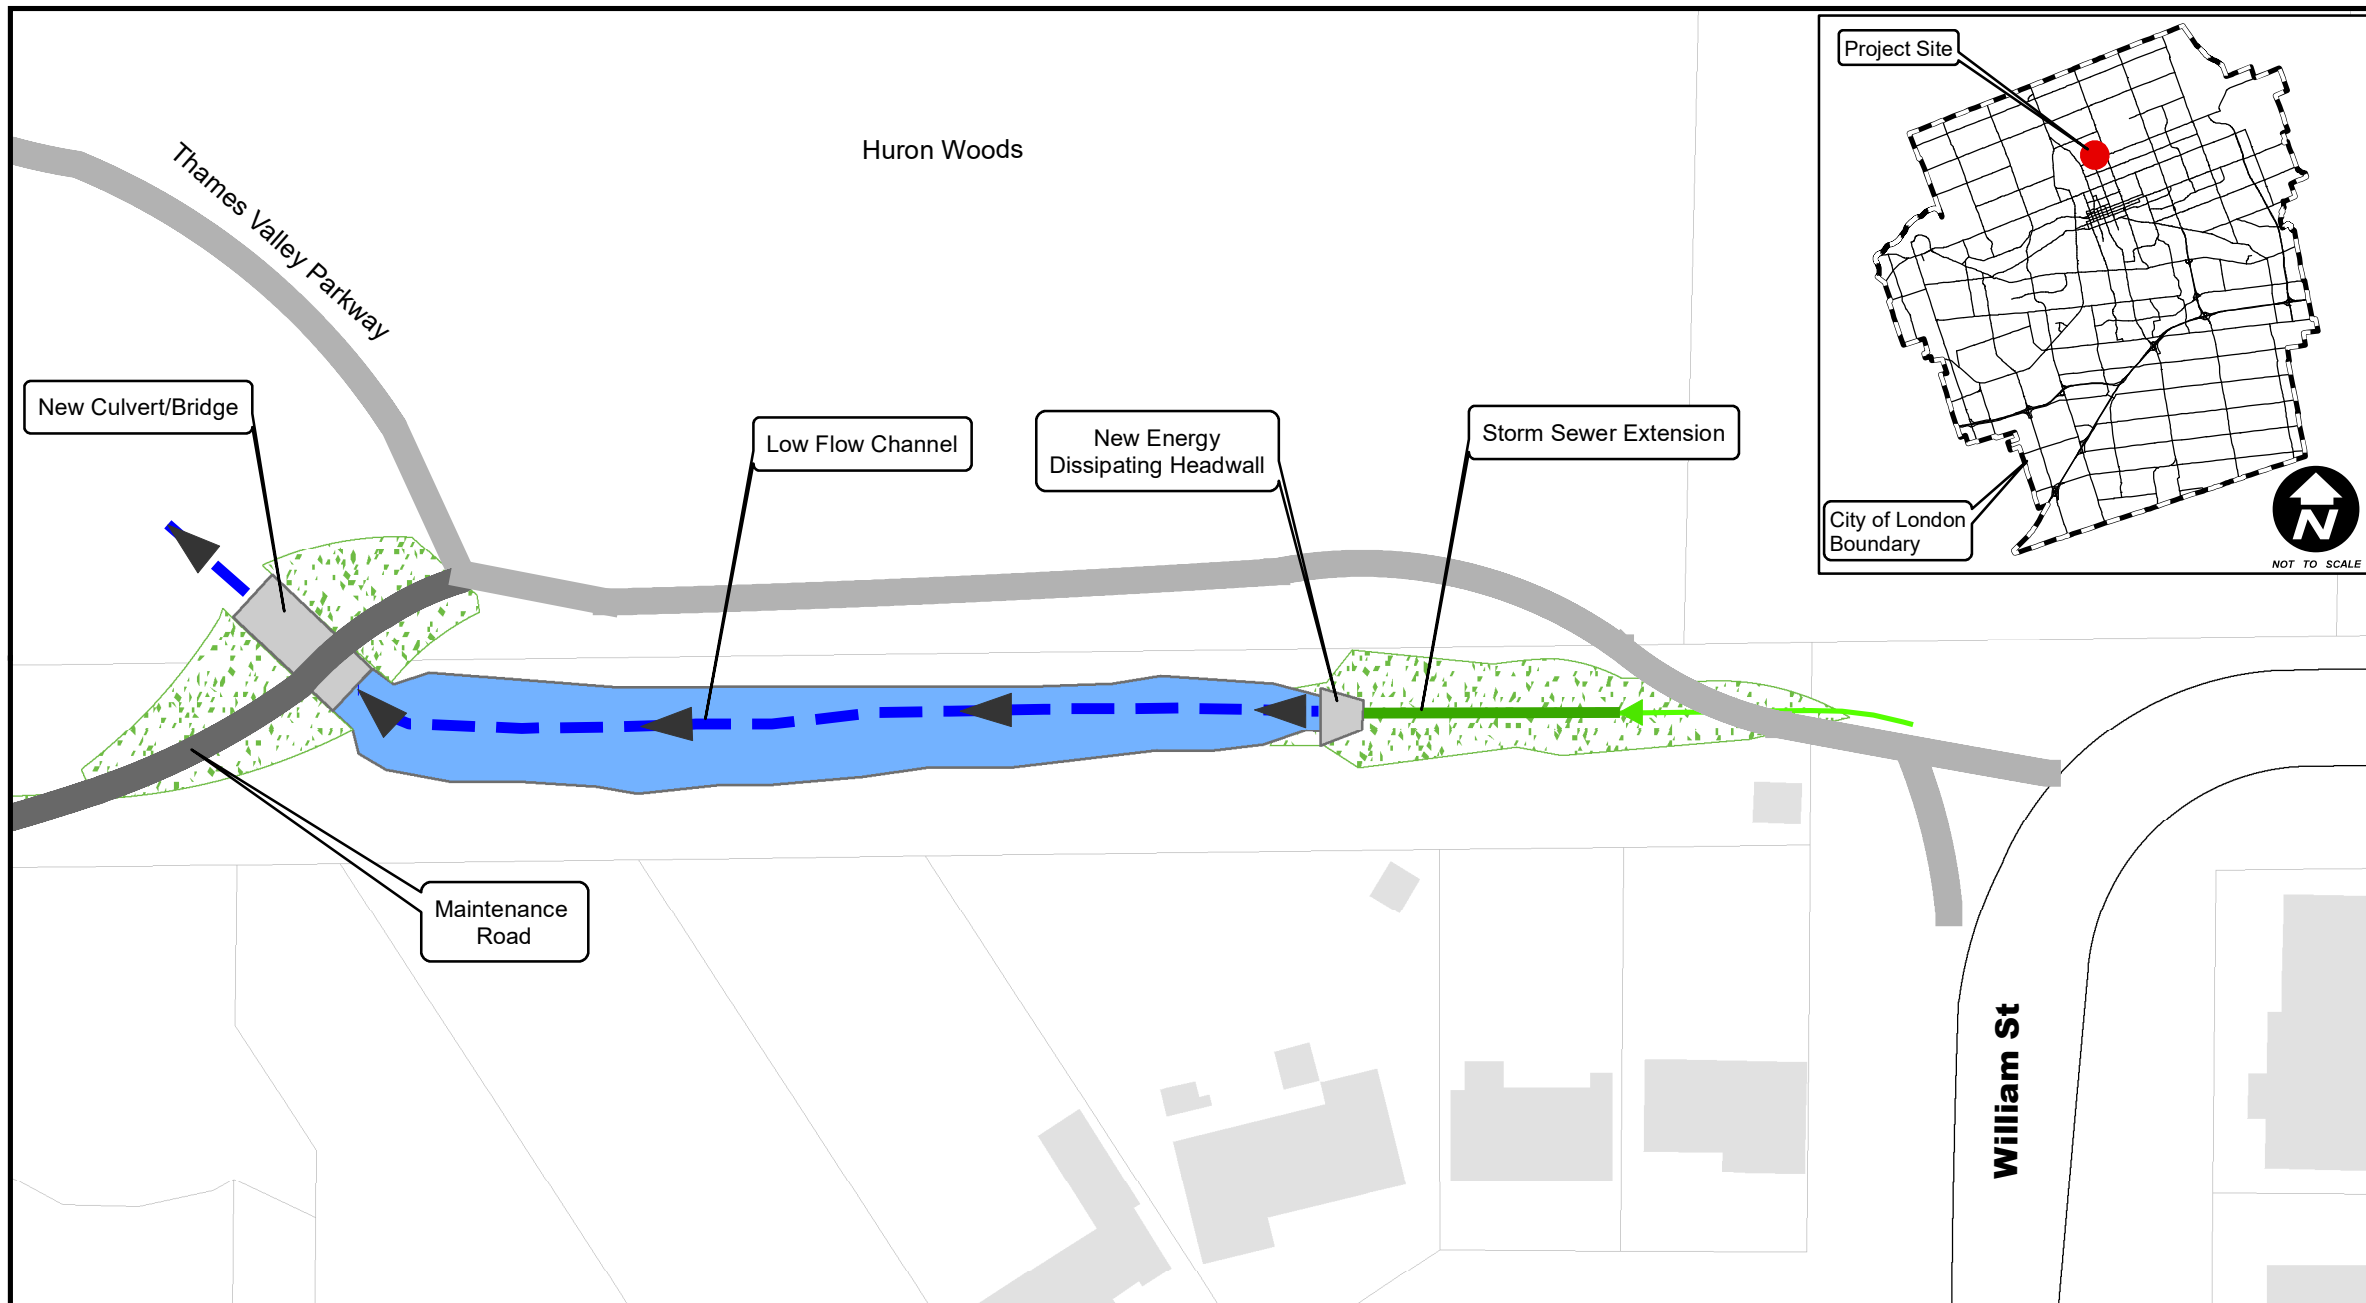 Project Site
Huron Woods
Thames Valley Parkway
New Culvert/Bridge
Low Flow Channel
New Energy
Dissipating Headwall
Storm Sewer Extension
City of London
Boundary
N
NOT TO SCALE
Maintenance
Road
William St